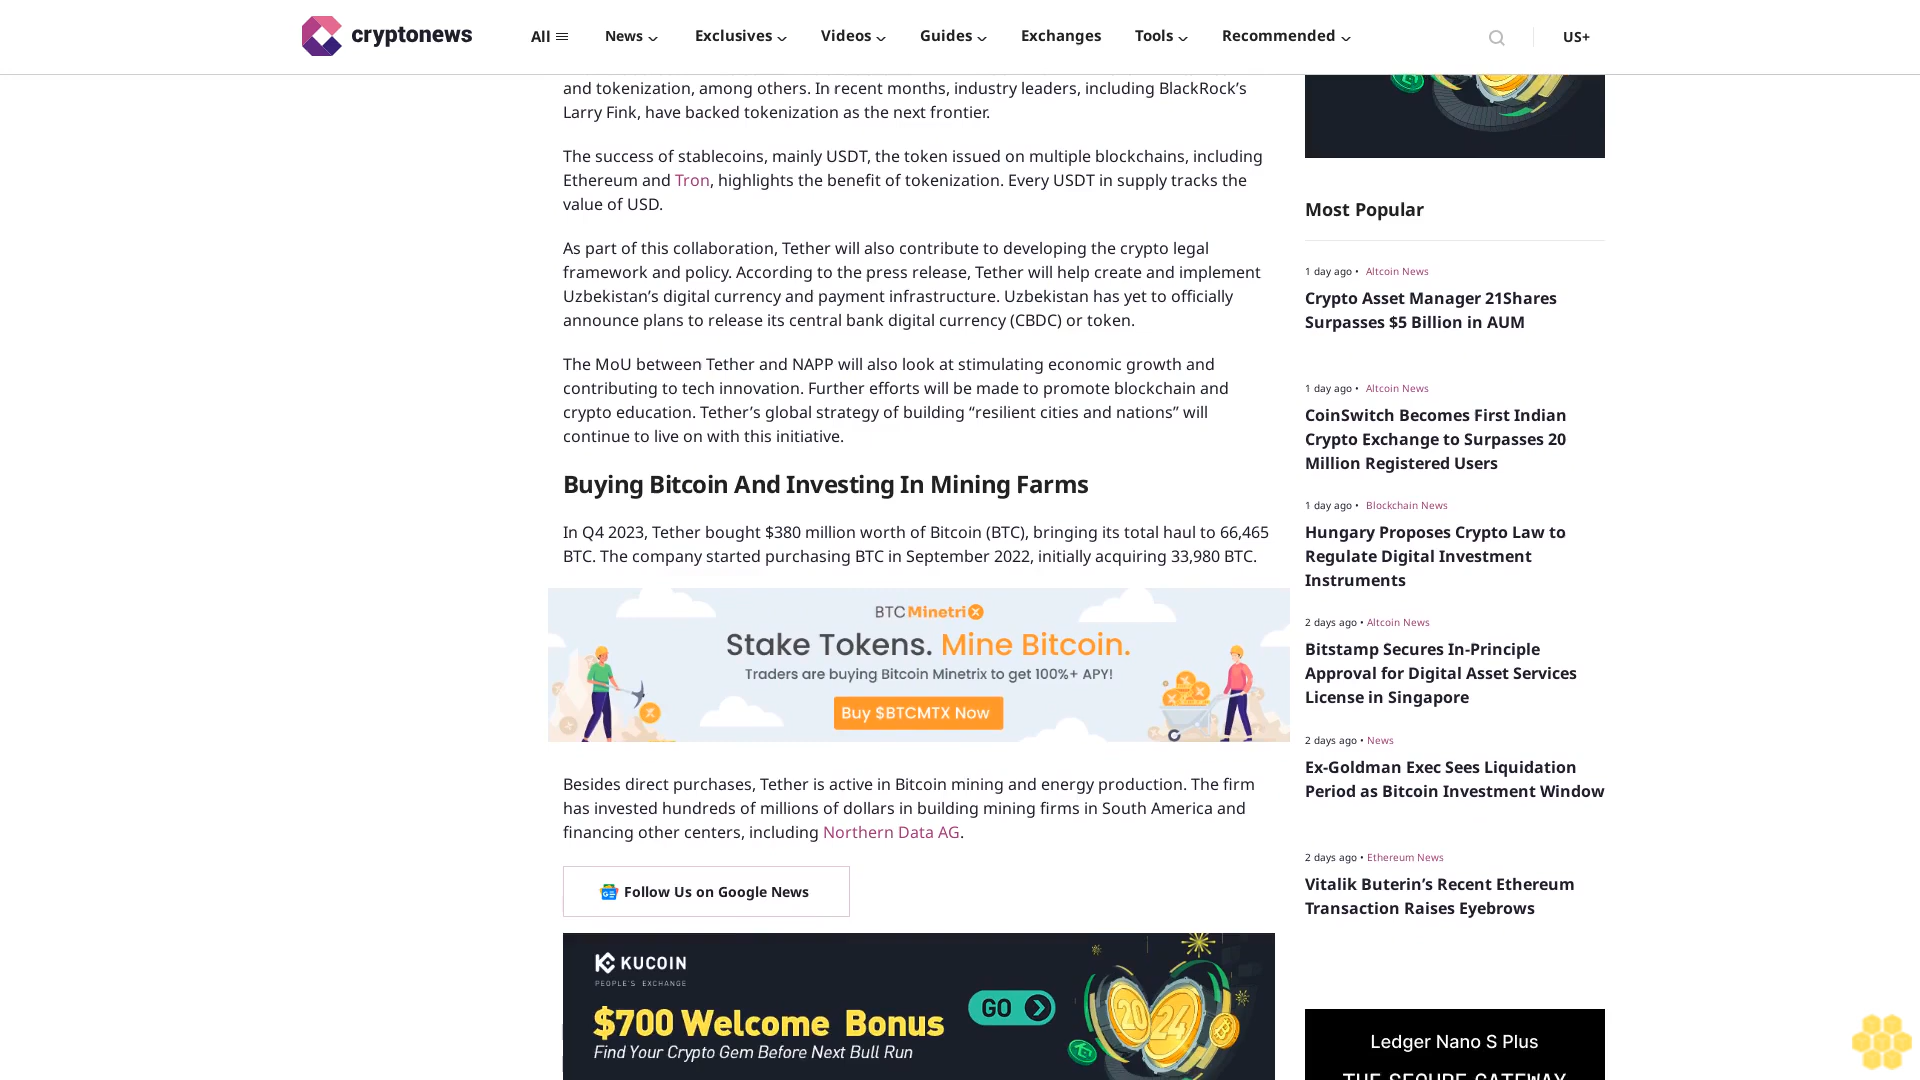 cryptonews
All
News
Exclusives
Videos
Guides
Exchanges
Tools
Recommended
US+
and tokenization, among others. In recent months, industry leaders, including BlackRock’s
Larry Fink, have backed tokenization as the next frontier.
The success of stablecoins, mainly USDT, the token issued on multiple blockchains, including
Ethereum and Tron, highlights the benefit of tokenization. Every USDT in supply tracks the
value of USD.
As part of this collaboration, Tether will also contribute to developing the crypto legal
framework and policy. According to the press release, Tether will help create and implement
Uzbekistan’s digital currency and payment infrastructure. Uzbekistan has yet to officially
announce plans to release its central bank digital currency (CBDC) or token.
The MoU between Tether and NAPP will also look at stimulating economic growth and
contributing to tech innovation. Further efforts will be made to promote blockchain and
crypto education. Tether’s global strategy of building “resilient cities and nations” will
continue to live on with this initiative.
Buying Bitcoin And Investing In Mining Farms
In Q4 2023, Tether bought $380 million worth of Bitcoin (BTC), bringing its total haul to 66,465
BTC. The company started purchasing BTC in September 2022, initially acquiring 33,980 BTC.
BTC Minetrix
Stake Tokens. Mine Bitcoin.
Traders are buying Bitcoin Minetrix to get 100%+ APY!
Buy $BTCMTX Now
Besides direct purchases, Tether is active in Bitcoin mining and energy production. The firm
has invested hundreds of millions of dollars in building mining firms in South America and
financing other centers, including Northern Data AG.
Follow Us on Google News
KUCOIN
PEOPLE'S EXCHANGE
$700 Welcome Bonus
Find Your Crypto Gem Before Next Bull Run
GO
20
24
Most Popular
1 day ago • Altcoin News
Crypto Asset Manager 21Shares
Surpasses $5 Billion in AUM
1 day ago • Altcoin News
CoinSwitch Becomes First Indian
Crypto Exchange to Surpasses 20
Million Registered Users
1 day ago • Blockchain News
Hungary Proposes Crypto Law to
Regulate Digital Investment
Instruments
2 days ago • Altcoin News
Bitstamp Secures In-Principle
Approval for Digital Asset Services
License in Singapore
2 days ago • News
Ex-Goldman Exec Sees Liquidation
Period as Bitcoin Investment Window
2 days ago • Ethereum News
Vitalik Buterin’s Recent Ethereum
Transaction Raises Eyebrows
Ledger Nano S Plus
THE SECURE GATEWAY